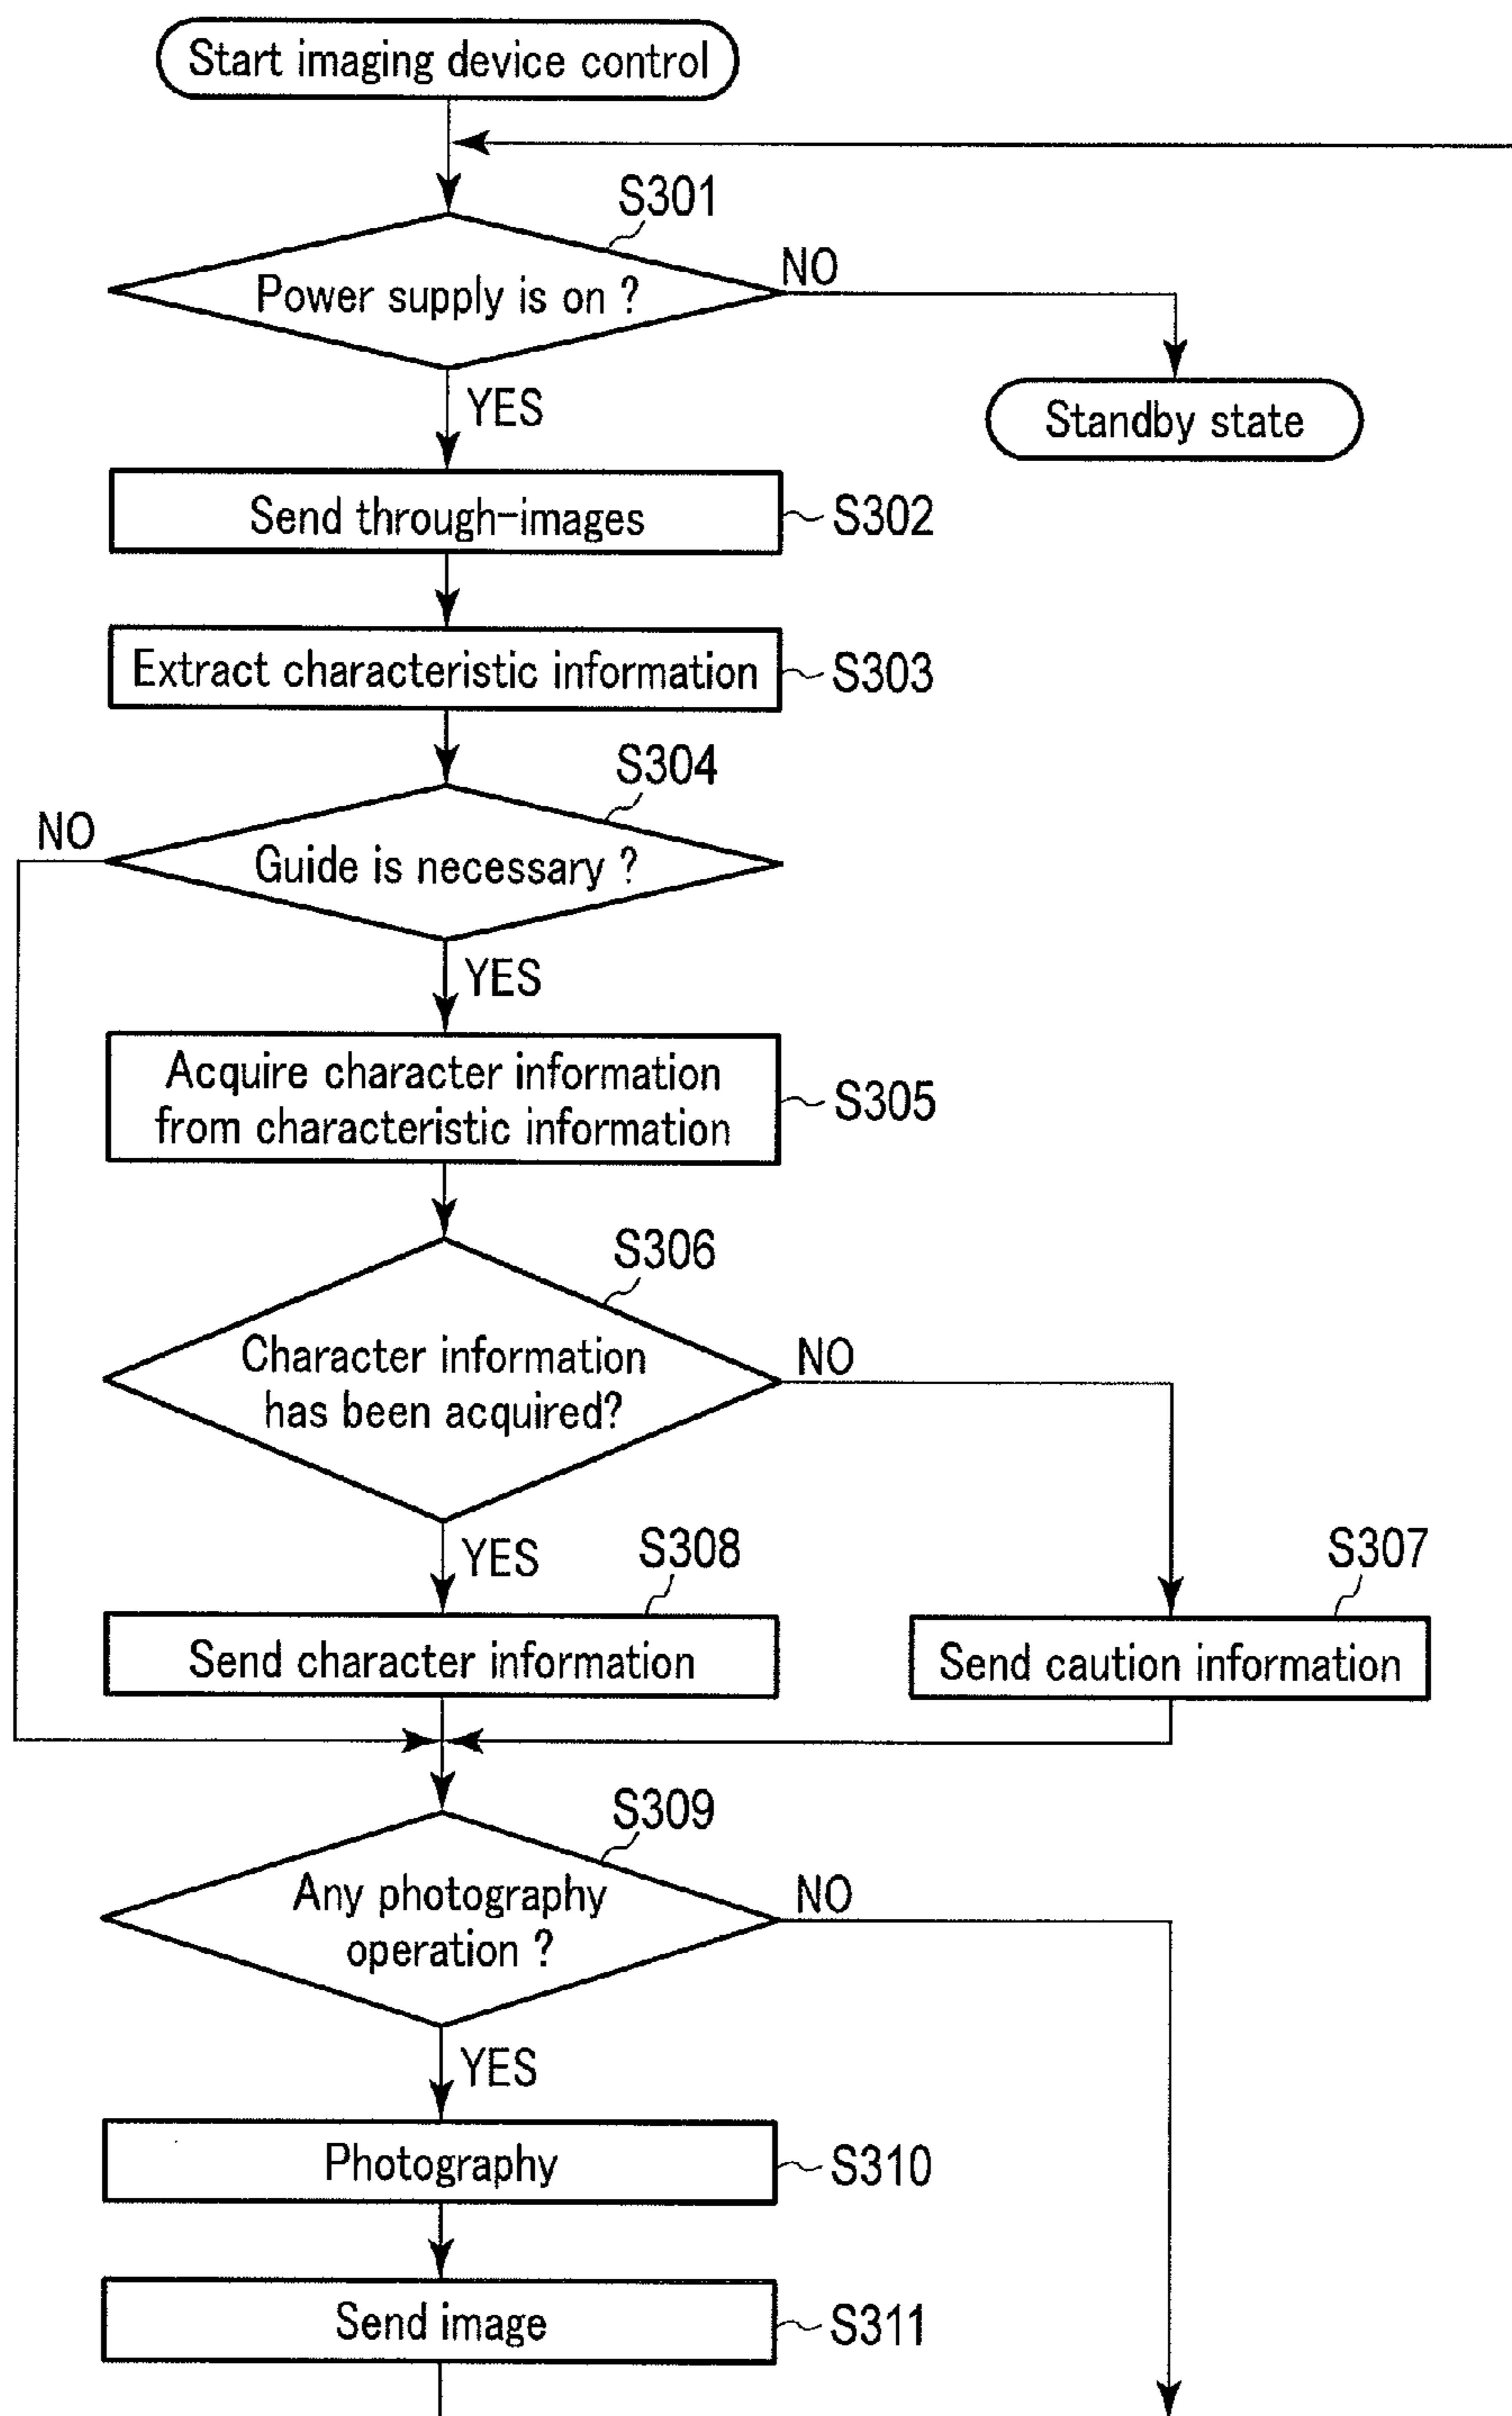 Start imaging device control
S301
Power supply is on ?
NO
YES
Standby state
Send through-images
S302
Extract characteristic information
S303
S304
NO
Guide is necessary ?
YES
Acquire character information
from characteristic information
S305
S306
Character information
has been acquired?
NO
YES
S308
S307
Send character information
Send caution information
S309
Any photography
operation ?
NO
YES
Photography
S310
Send image
S311